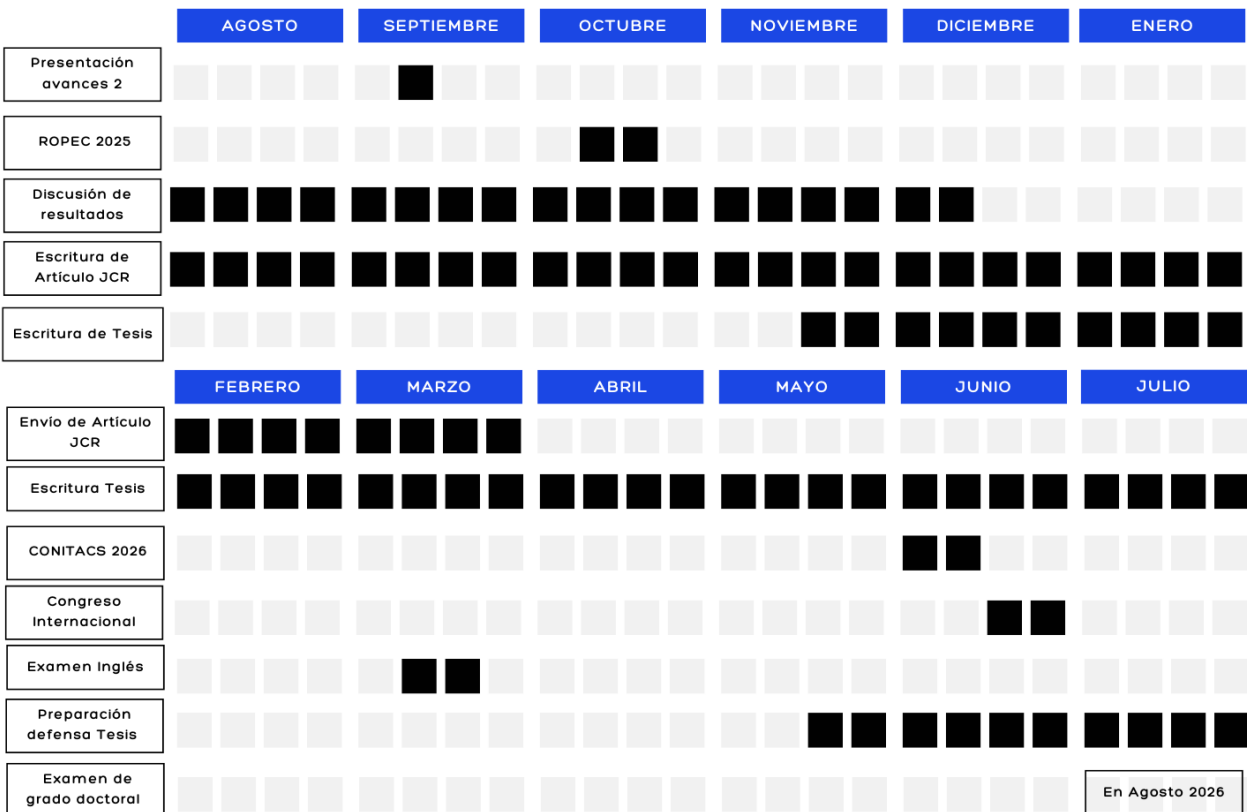 AGOSTO SEPTIEMBRE OCTUBRE NOVIEMBRE DICIEMBRE ENERO
Presentación
avances 2
ROPEC 2025
Discusión de
resultados
Escritura de
Artículo JCR
Escritura de Tesis
FEBRERO MARZO ABRIL MAYO JUNIO JULIO
Envío de Artículo
JCR
Escritura Tesis
CONITACS 2026
Congreso
Internacional
Examen Inglés
Preparación
defensa Tesis
Examen de
grado doctoral
En Agosto 2026